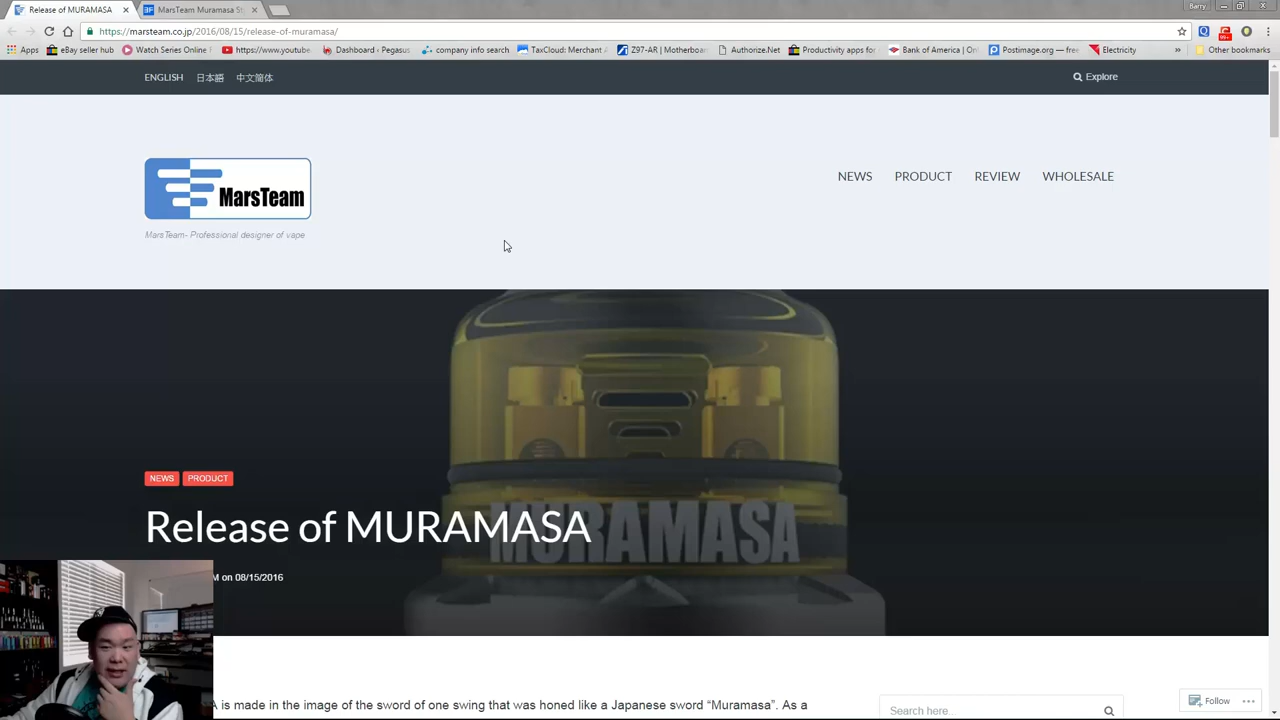 Release of MURAMASA
MarsTeam Muramasa St
Barry
https://marsteam.co.jp/2016/08/15/release-of-muramasa/
99+
Apps eBay seller hub Watch Series Online https://www.youtube. Dashboard ‹ Pegasus company info search TaxCloud: Merchant Z97-AR | Motherboar Authorize.Net Productivity apps for Bank of America | On Postimage.org — free Electricity » Other bookmarks
ENGLISH 日本語 中文简体 Explore
MarsTeam
NEWS PRODUCT REVIEW WHOLESALE
MarsTeam- Professional designer of vape
NEWS PRODUCT
Release of MURAMASA
MURAMASA
M on 08/15/2016
Follow
A is made in the image of the sword of one swing that was honed like a Japanese sword “Muramasa”. As a
Search here...